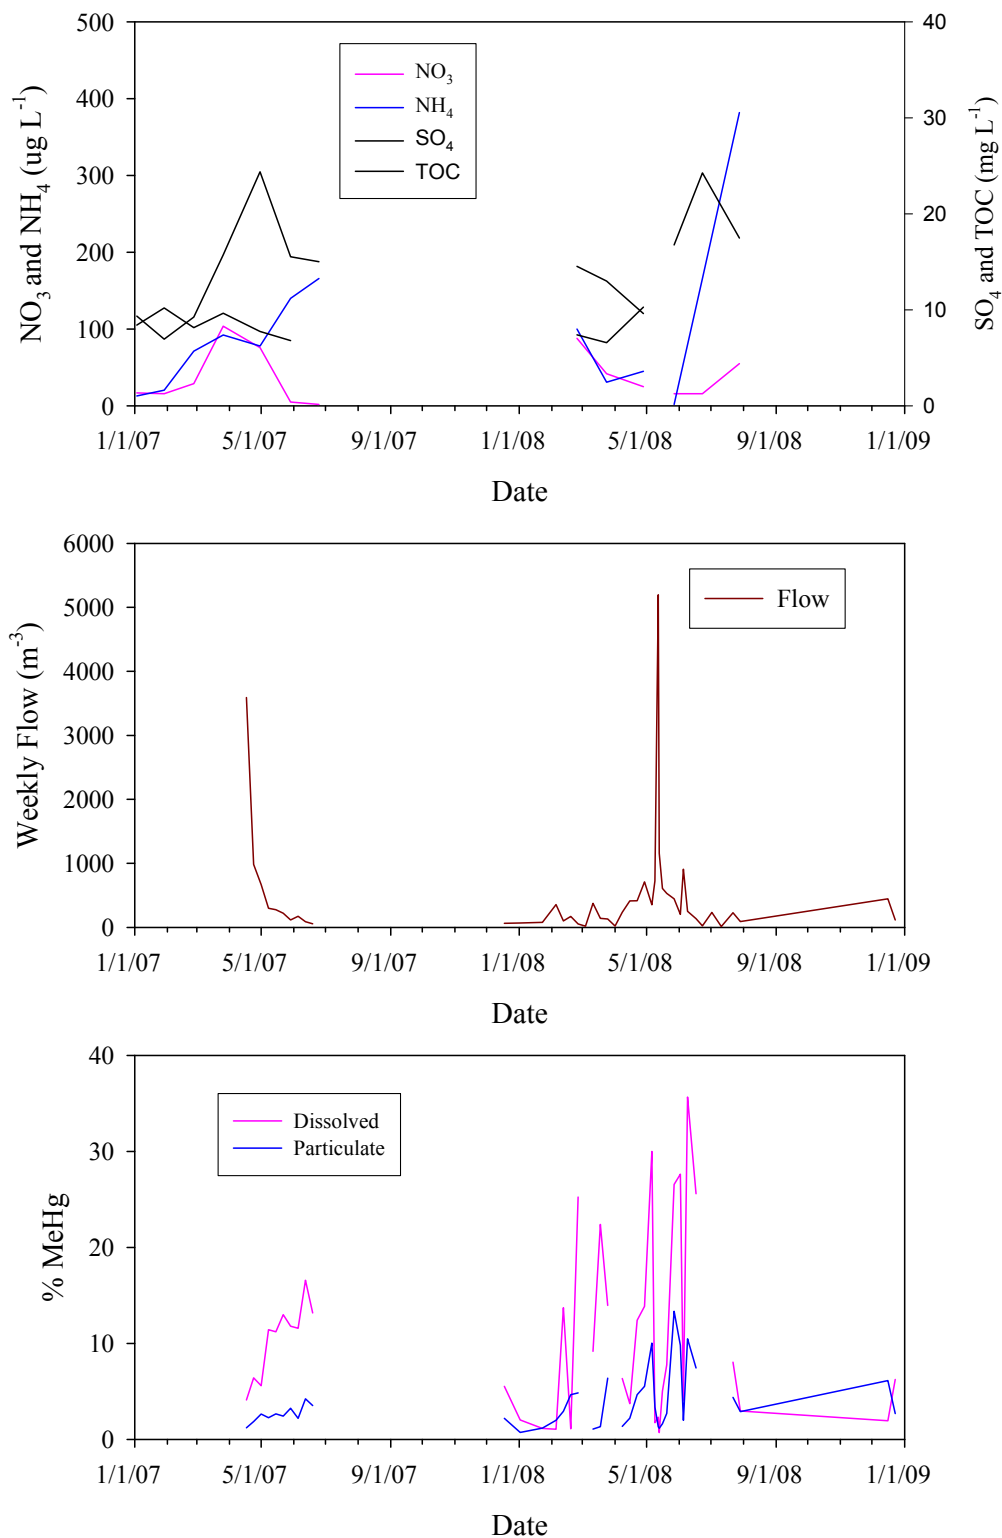 500
400
300
200
100
0
NO3 and NH4 (ug L-1)
40
30
20
10
0
SO4 and TOC (mg L-1)
NO3
NH4
SO4
TOC
1/1/07 5/1/07 9/1/07 1/1/08 5/1/08 9/1/08 1/1/09
Date
6000
5000
4000
3000
2000
1000
0
Weekly Flow (m-3)
Flow
1/1/07 5/1/07 9/1/07 1/1/08 5/1/08 9/1/08 1/1/09
Date
40
30
20
10
0
% MeHg
Dissolved
Particulate
1/1/07 5/1/07 9/1/07 1/1/08 5/1/08 9/1/08 1/1/09
Date